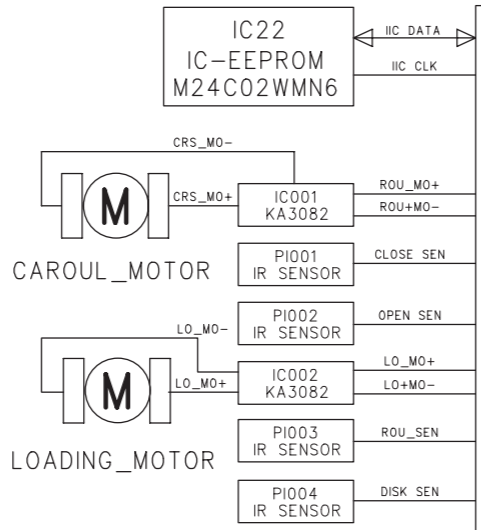 IC22
IC-EEPROM
M24C02WMN6
IIC DATA
IIC CLK
CRS_MO-
M
CRS_MO+
IC001
KA3082
ROU_MO+
ROU+MO-
CAROUL_MOTOR
PI001
IR SENSOR
CLOSE SEN
PI002
IR SENSOR
OPEN SEN
LO_MO-
M
LO_MO+
IC002
KA3082
LO_MO+
LO+MO-
LOADING_MOTOR
PI003
IR SENSOR
ROU_SEN
PI004
IR SENSOR
DISK SEN